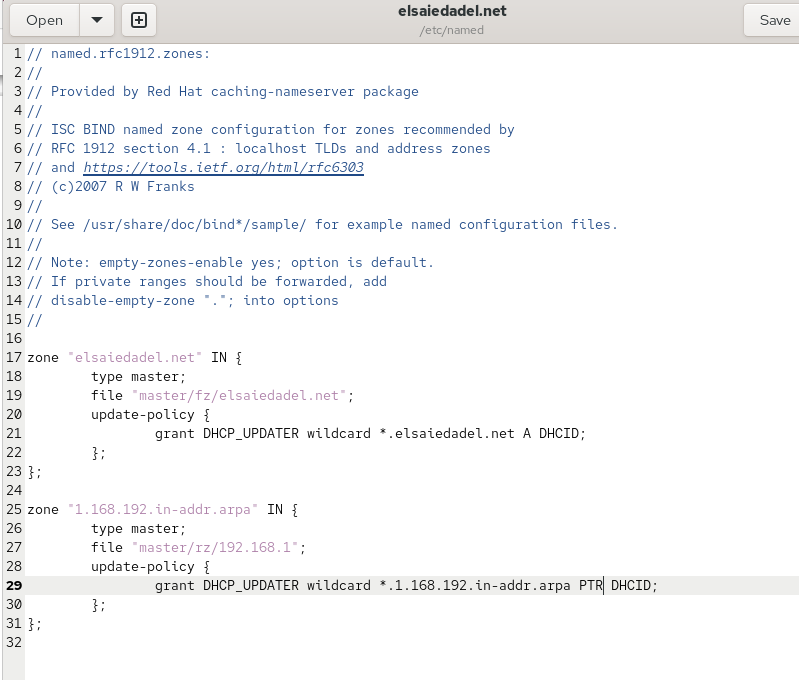 Open
elsaiedadel.net
/etc/named
Save
1 // named.rfc1912.zones:
2 //
3 // Provided by Red Hat caching-nameserver package
4 //
5 // ISC BIND named zone configuration for zones recommended by
6 // RFC 1912 section 4.1 : localhost TLDs and address zones
7 // and https://tools.ietf.org/html/rfc6303
8 // (c)2007 R W Franks
9 //
10 // See /usr/share/doc/bind*/sample/ for example named configuration files.
11 //
12 // Note: empty-zones-enable yes; option is default.
13 // If private ranges should be forwarded, add
14 // disable-empty-zone "."; into options
15 //
16
17 zone "elsaiedadel.net" IN {
18         type master;
19         file "master/fz/elsaiedadel.net";
20         update-policy {
21                 grant DHCP_UPDATER wildcard *.elsaiedadel.net A DHCID;
22         };
23 };
24
25 zone "1.168.192.in-addr.arpa" IN {
26         type master;
27         file "master/rz/192.168.1";
28         update-policy {
29                 grant DHCP_UPDATER wildcard *.1.168.192.in-addr.arpa PTR DHCID;
30         };
31 };
32